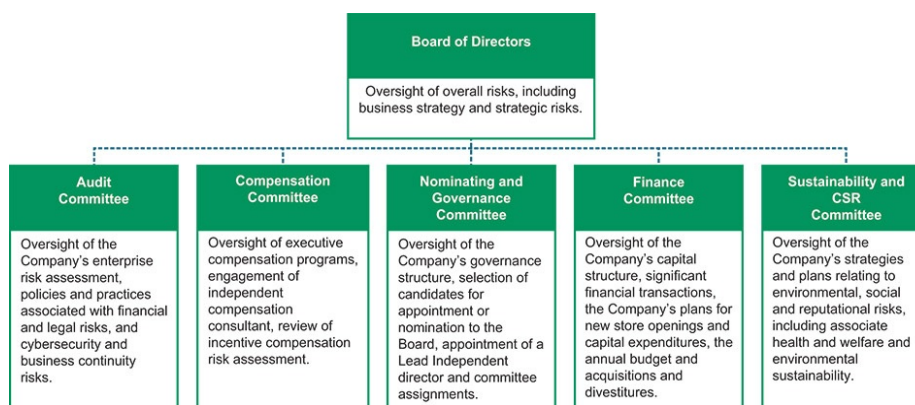 Board of Directors
Oversight of overall risks, including
business strategy and strategic risks.
Audit
Committee
Oversight of the
Company's enterprise
risk assessment,
policies and practices
associated with financial
and legal risks, and
cybersecurity and
business continuity
risks.
Compensation
Committee
Oversight of executive
compensation programs,
engagement of
independent
compensation
consultant, review of
incentive compensation
risk assessment.
Nominating and
Governance
Committee
Oversight of the
Company's governance
structure, selection of
candidates for
appointment or
nomination to the
Board, appointment of a
Lead Independent
director and committee
assignments.
Finance
Committee
Oversight of the
Company's capital
structure, significant
financial transactions,
the Company's plans for
new store openings and
capital expenditures, the
annual budget and
acquisitions and
divestitures.
Sustainability and
CSR
Committee
Oversight of the
Company's strategies
and plans relating to
environmental, social
and reputational risks,
including associate
health and welfare and
environmental
sustainability.